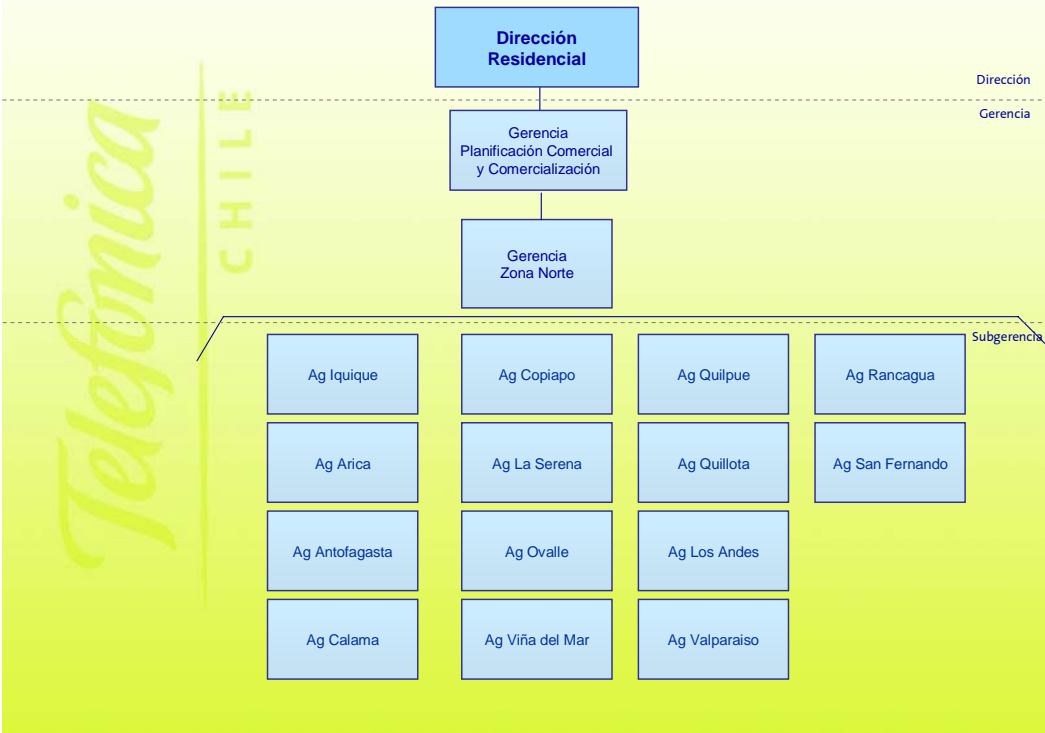 Dirección
Residencial
Dirección
Gerencia
Gerencia
Planificación Comercial
y Comercialización
Gerencia
Zona Norte
Subgerencia
Ag Iquique
Ag Copiapo
Ag Quilpue
Ag Rancagua
Ag Arica
Ag La Serena
Ag Quillota
Ag San Fernando
Ag Antofagasta
Ag Ovalle
Ag Los Andes
Ag Calama
Ag Viña del Mar
Ag Valparaiso
Telefónica
CHILE